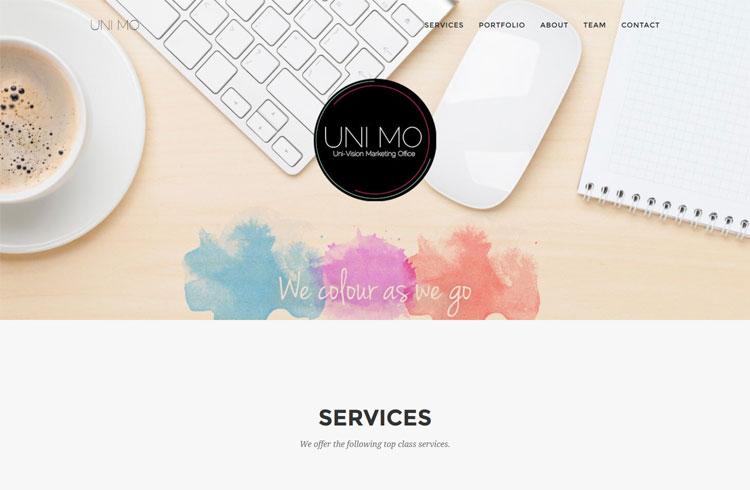 UNI MO
SERVICES PORTFOLIO ABOUT TEAM CONTACT
UNI MO
Uni-Vision Marketing Office
We colour as we go
SERVICES
We offer the following top class services.